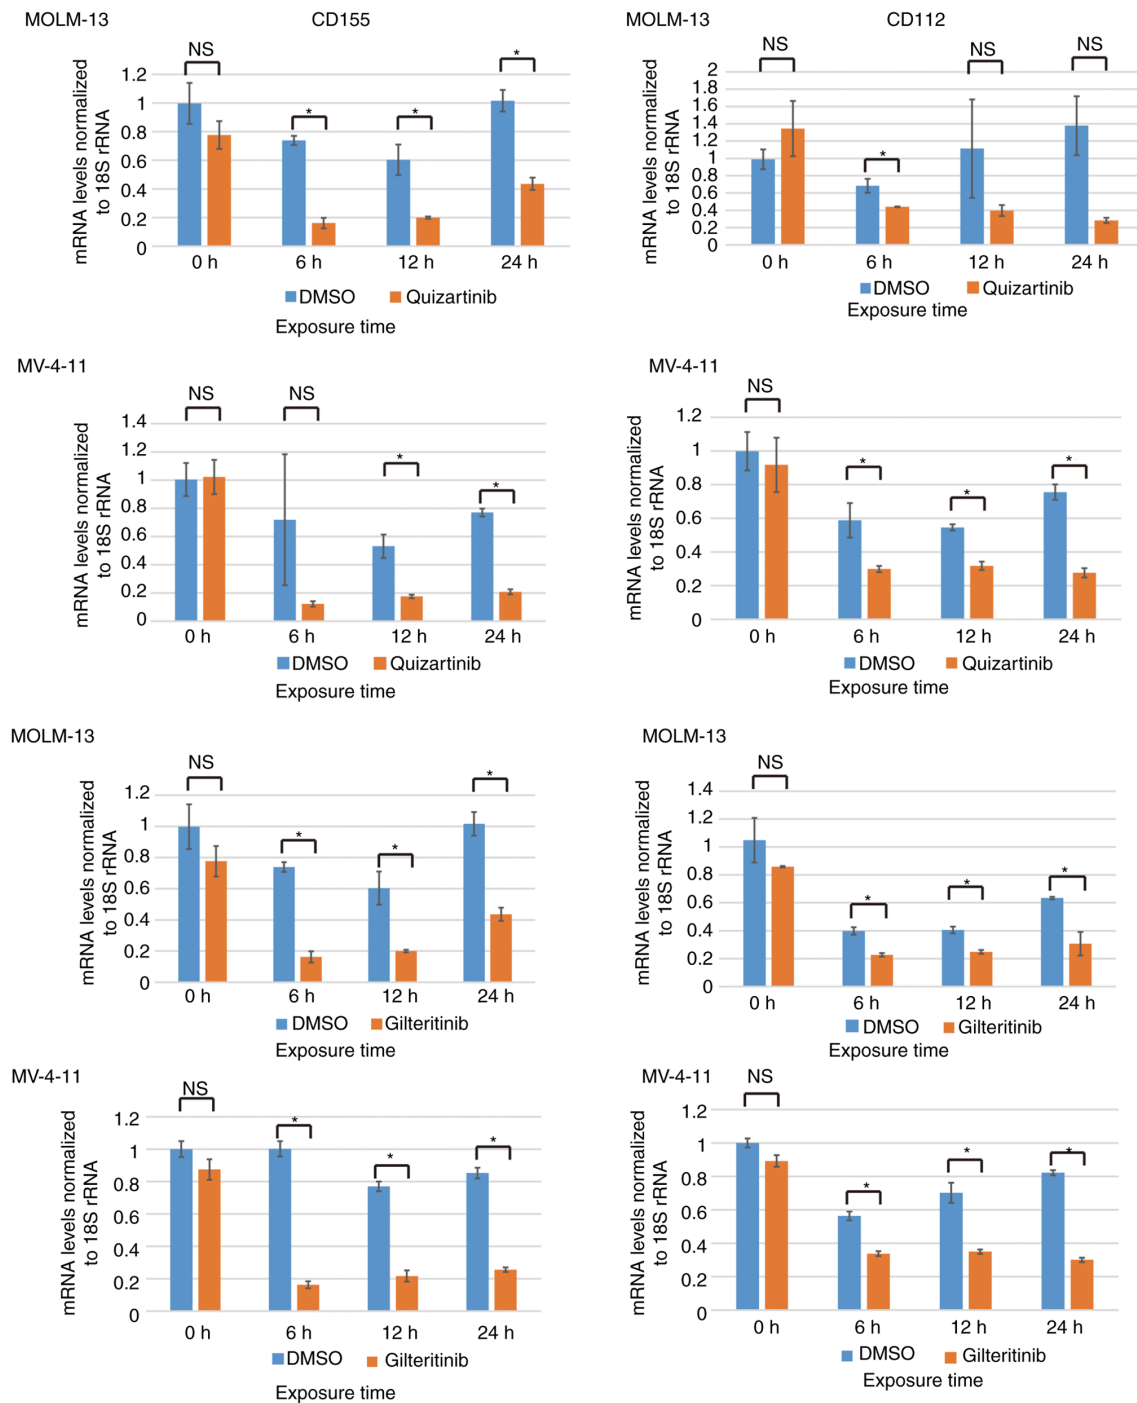 MOLM-13 CD155
mRNA levels normalized
to 18S rRNA
NS * * *
1.2
1
0.8
0.6
0.4
0.2
0
0 h 6 h 12 h 24 h
DMSO Quizartinib
Exposure time
MOLM-13 CD112
mRNA levels normalized
to 18S rRNA
NS * NS NS
2
1.8
1.6
1.4
1.2
1
0.8
0.6
0.4
0.2
0
0 h 6 h 12 h 24 h
DMSO Quizartinib
Exposure time
MV-4-11
mRNA levels normalized
to 18S rRNA
NS NS * *
1.4
1.2
1
0.8
0.6
0.4
0.2
0
0 h 6 h 12 h 24 h
DMSO Quizartinib
Exposure time
MV-4-11
mRNA levels normalized
to 18S rRNA
NS * * *
1.2
1
0.8
0.6
0.4
0.2
0
0 h 6 h 12 h 24 h
DMSO Quizartinib
Exposure time
MOLM-13
mRNA levels normalized
to 18S rRNA
NS * * *
1.2
1
0.8
0.6
0.4
0.2
0
0 h 6 h 12 h 24 h
DMSO Gilteritinib
Exposure time
MOLM-13
mRNA levels normalized
to 18S rRNA
NS * * *
1.4
1.2
1
0.8
0.6
0.4
0.2
0
0 h 6 h 12 h 24 h
DMSO Gilteritinib
Exposure time
MV-4-11
mRNA levels normalized
to 18S rRNA
NS * * *
1.2
1
0.8
0.6
0.4
0.2
0
0 h 6 h 12 h 24 h
DMSO Gilteritinib
Exposure time
MV-4-11 NS
mRNA levels normalized
to 18S rRNA
* * *
1.2
1
0.8
0.6
0.4
0.2
0
0 h 6 h 12 h 24 h
DMSO Gilteritinib
Exposure time